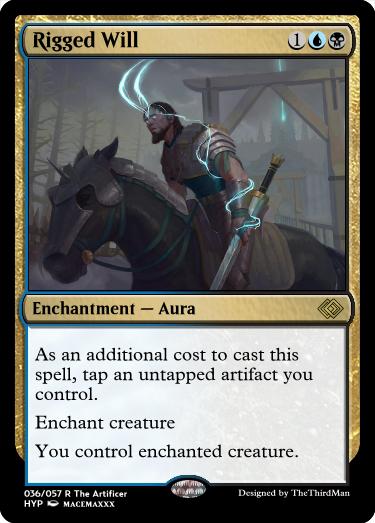 Rigged Will 1
Enchantment — Aura
As an additional cost to cast this
spell, tap an untapped artifact you
control.
Enchant creature
You control enchanted creature.
036/057 R The Artificer
HYP MACEMAXXX
Designed by TheThirdMan